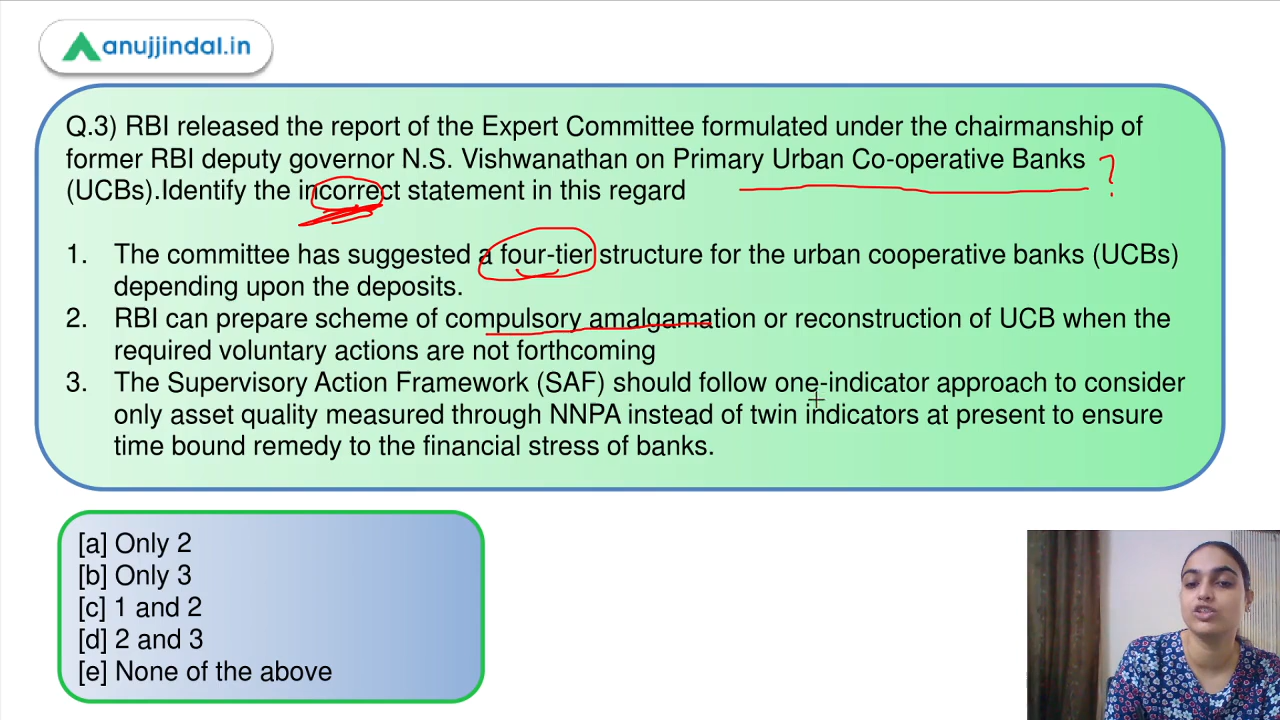 anujjindal.in
Q.3) RBI released the report of the Expert Committee formulated under the chairmanship of
former RBI deputy governor N.S. Vishwanathan on Primary Urban Co-operative Banks ?
(UCBs).Identify the incorrect statement in this regard
1. The committee has suggested a four-tier structure for the urban cooperative banks (UCBs)
depending upon the deposits.
2. RBI can prepare scheme of compulsory amalgamation or reconstruction of UCB when the
required voluntary actions are not forthcoming
3. The Supervisory Action Framework (SAF) should follow one-indicator approach to consider
only asset quality measured through NNPA instead of twin indicators at present to ensure
time bound remedy to the financial stress of banks.
[a] Only 2
[b] Only 3
[c] 1 and 2
[d] 2 and 3
[e] None of the above